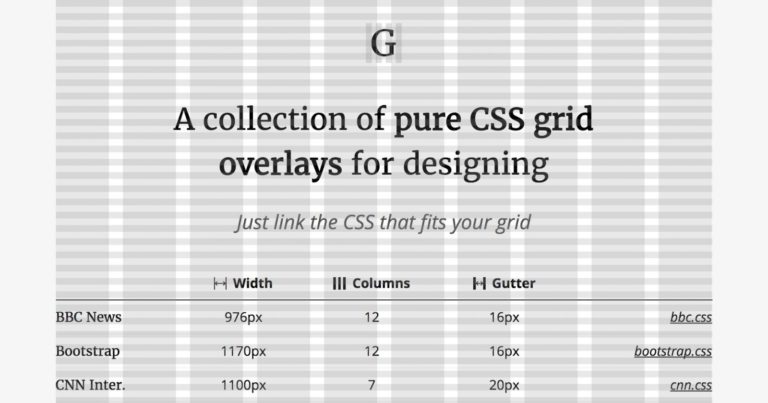 G
A collection of pure CSS grid
overlays for designing
Just link the CSS that fits your grid
Width Columns Gutter
BBC News 976px 12 16px bbc.css
Bootstrap 1170px 12 16px bootstrap.css
CNN Inter. 1100px 7 20px cnn.css